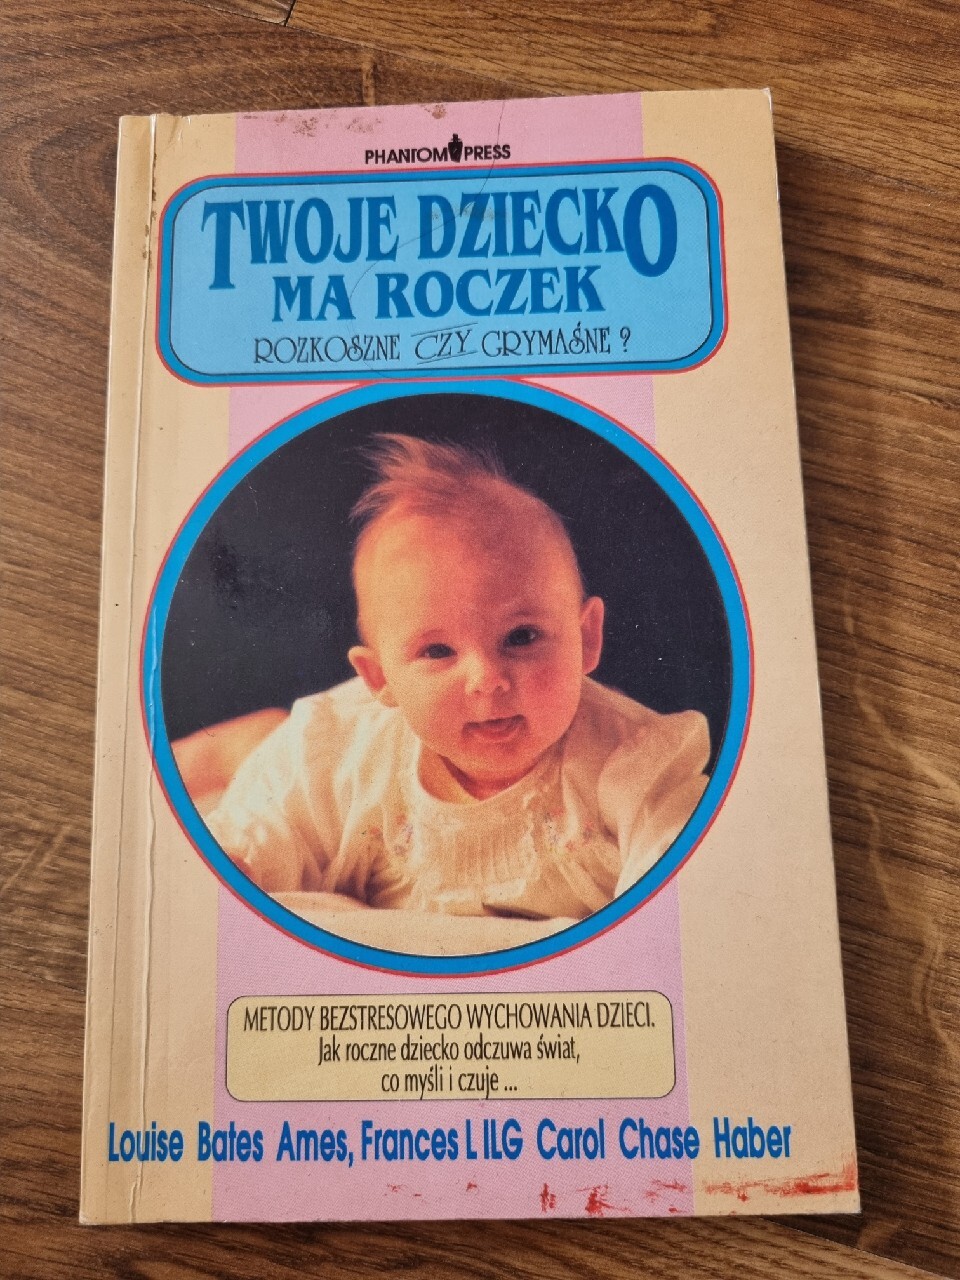 PHANTOM PRESS
TWOJE DZIECKO
MA ROCZEK
ROZKOSZNE CZY GRYMAŚNE ?
METODY BEZSTRESOWEGO WYCHOWANIA DZIECI.
Jak roczne dziecko odczuwa świat,
co myśli i czuje ...
Louise Bates Ames, Frances L ILG Carol Chase Haber